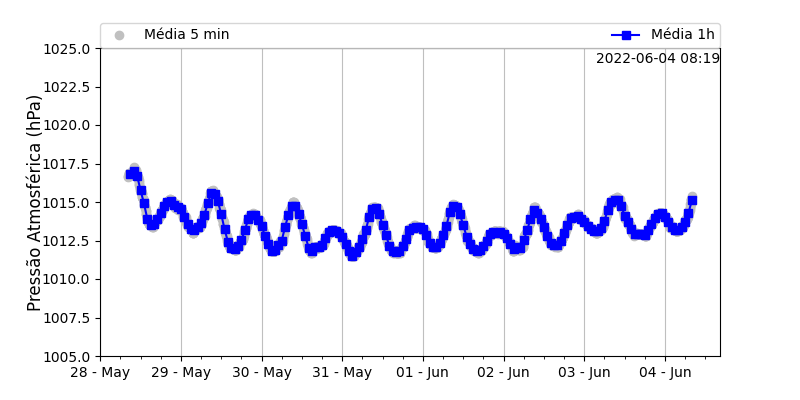 Média 5 min
Média 1h
2022-06-04 08:19
Pressão Atmosférica (hPa)
1025.0
1022.5
1020.0
1017.5
1015.0
1012.5
1010.0
1007.5
1005.0
28 - May
29 - May
30 - May
31 - May
01 - Jun
02 - Jun
03 - Jun
04 - Jun